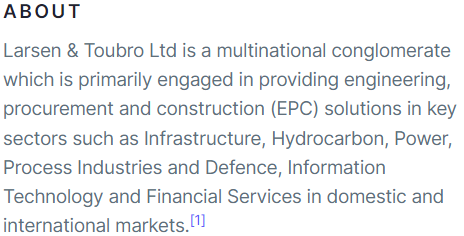 ABOUT
Larsen & Toubro Ltd is a multinational conglomerate
which is primarily engaged in providing engineering,
procurement and construction (EPC) solutions in key
sectors such as Infrastructure, Hydrocarbon, Power,
Process Industries and Defence, Information
Technology and Financial Services in domestic and
international markets.[1]